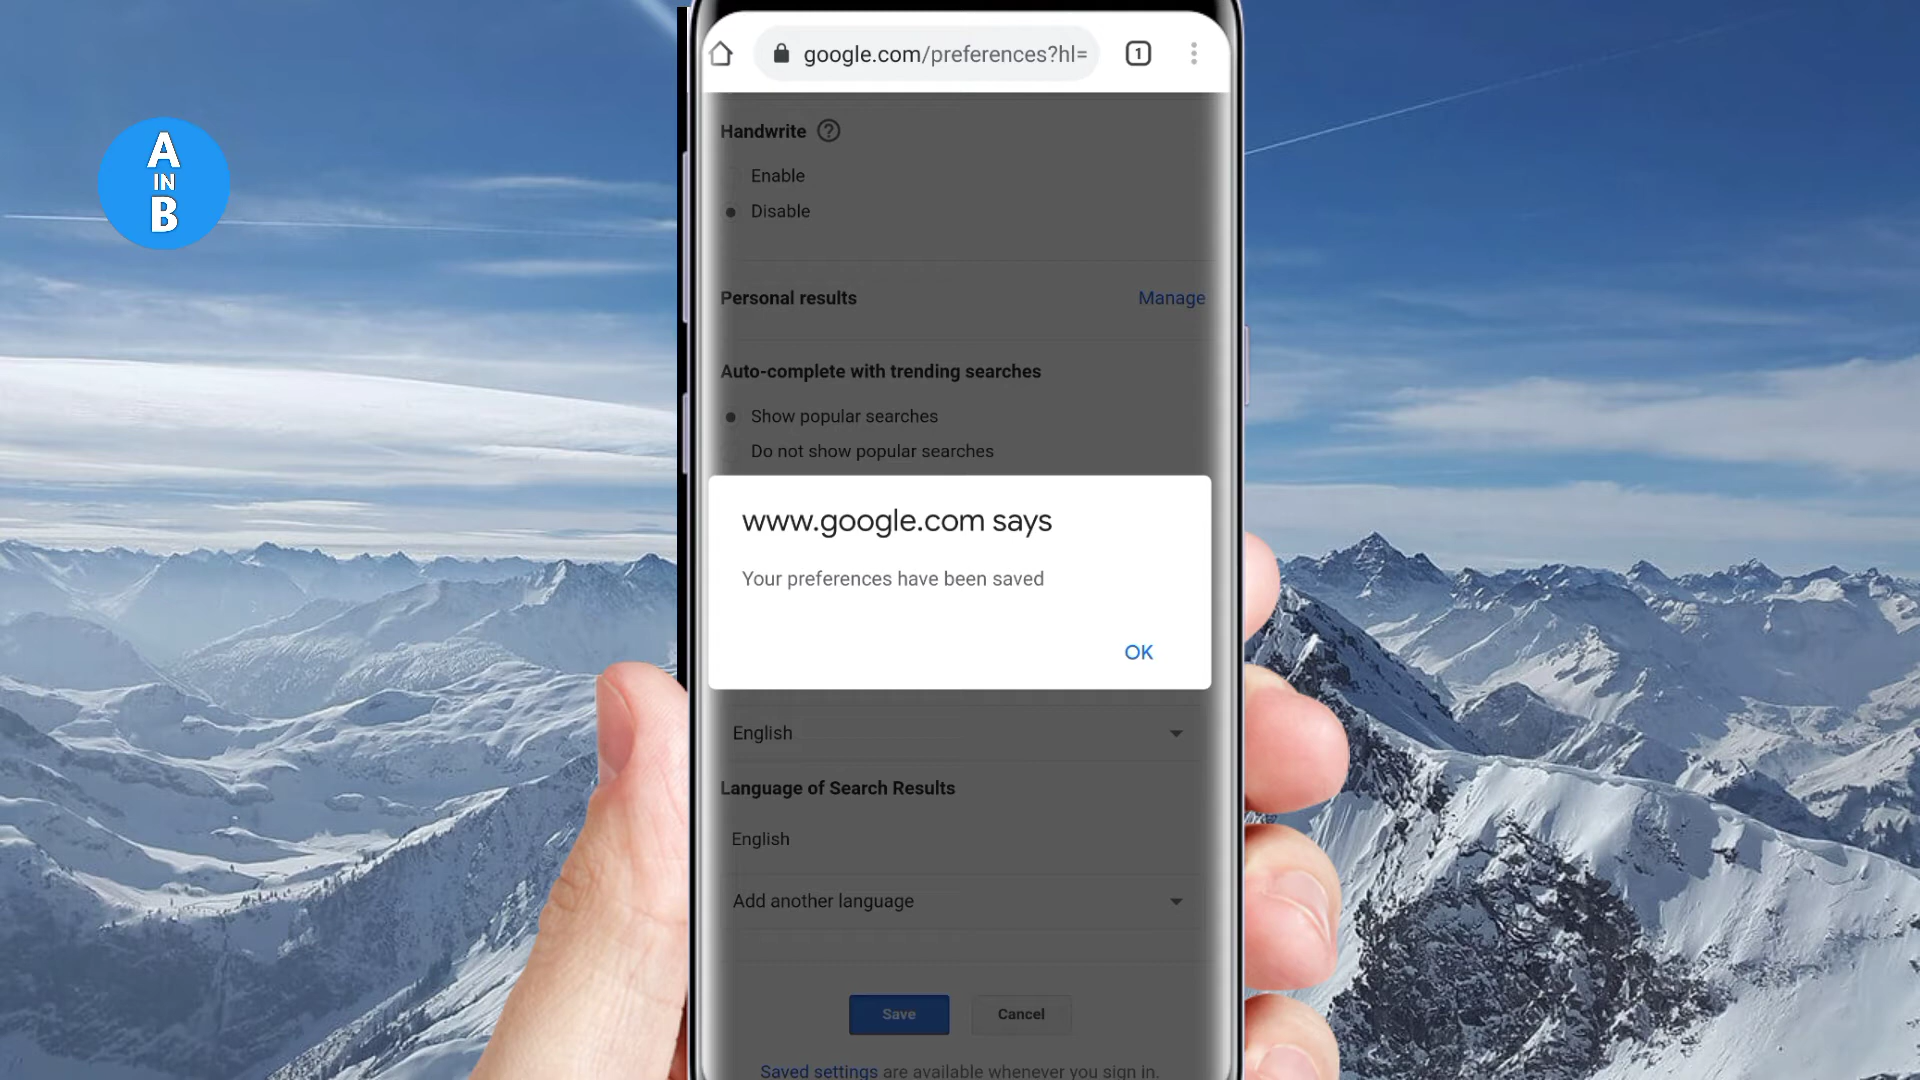 A
IN
B
google.com/preferences?hl=
1
Handwrite ?
Enable
Disable
Personal results Manage
Auto-complete with trending searches
Show popular searches
Do not show popular searches
www.google.com says
Your preferences have been saved
OK
English
Language of Search Results
English
Add another language
Save Cancel
Saved settings are available whenever you sign in.